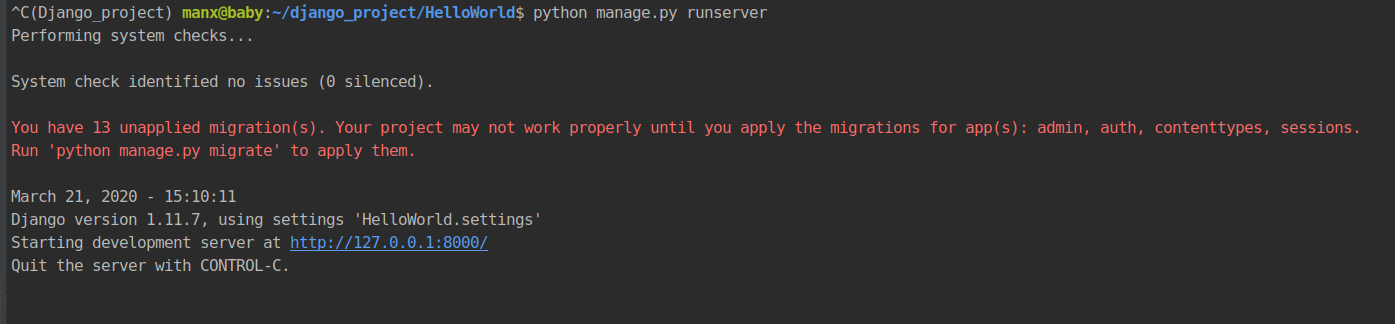 ^C(Django_project) manx@baby:~/django_project/HelloWorld$ python manage.py runserver
Performing system checks...
System check identified no issues (0 silenced).
You have 13 unapplied migration(s). Your project may not work properly until you apply the migrations for app(s): admin, auth, contenttypes, sessions.
Run 'python manage.py migrate' to apply them.
March 21, 2020 - 15:10:11
Django version 1.11.7, using settings 'HelloWorld.settings'
Starting development server at http://127.0.0.1:8000/
Quit the server with CONTROL-C.